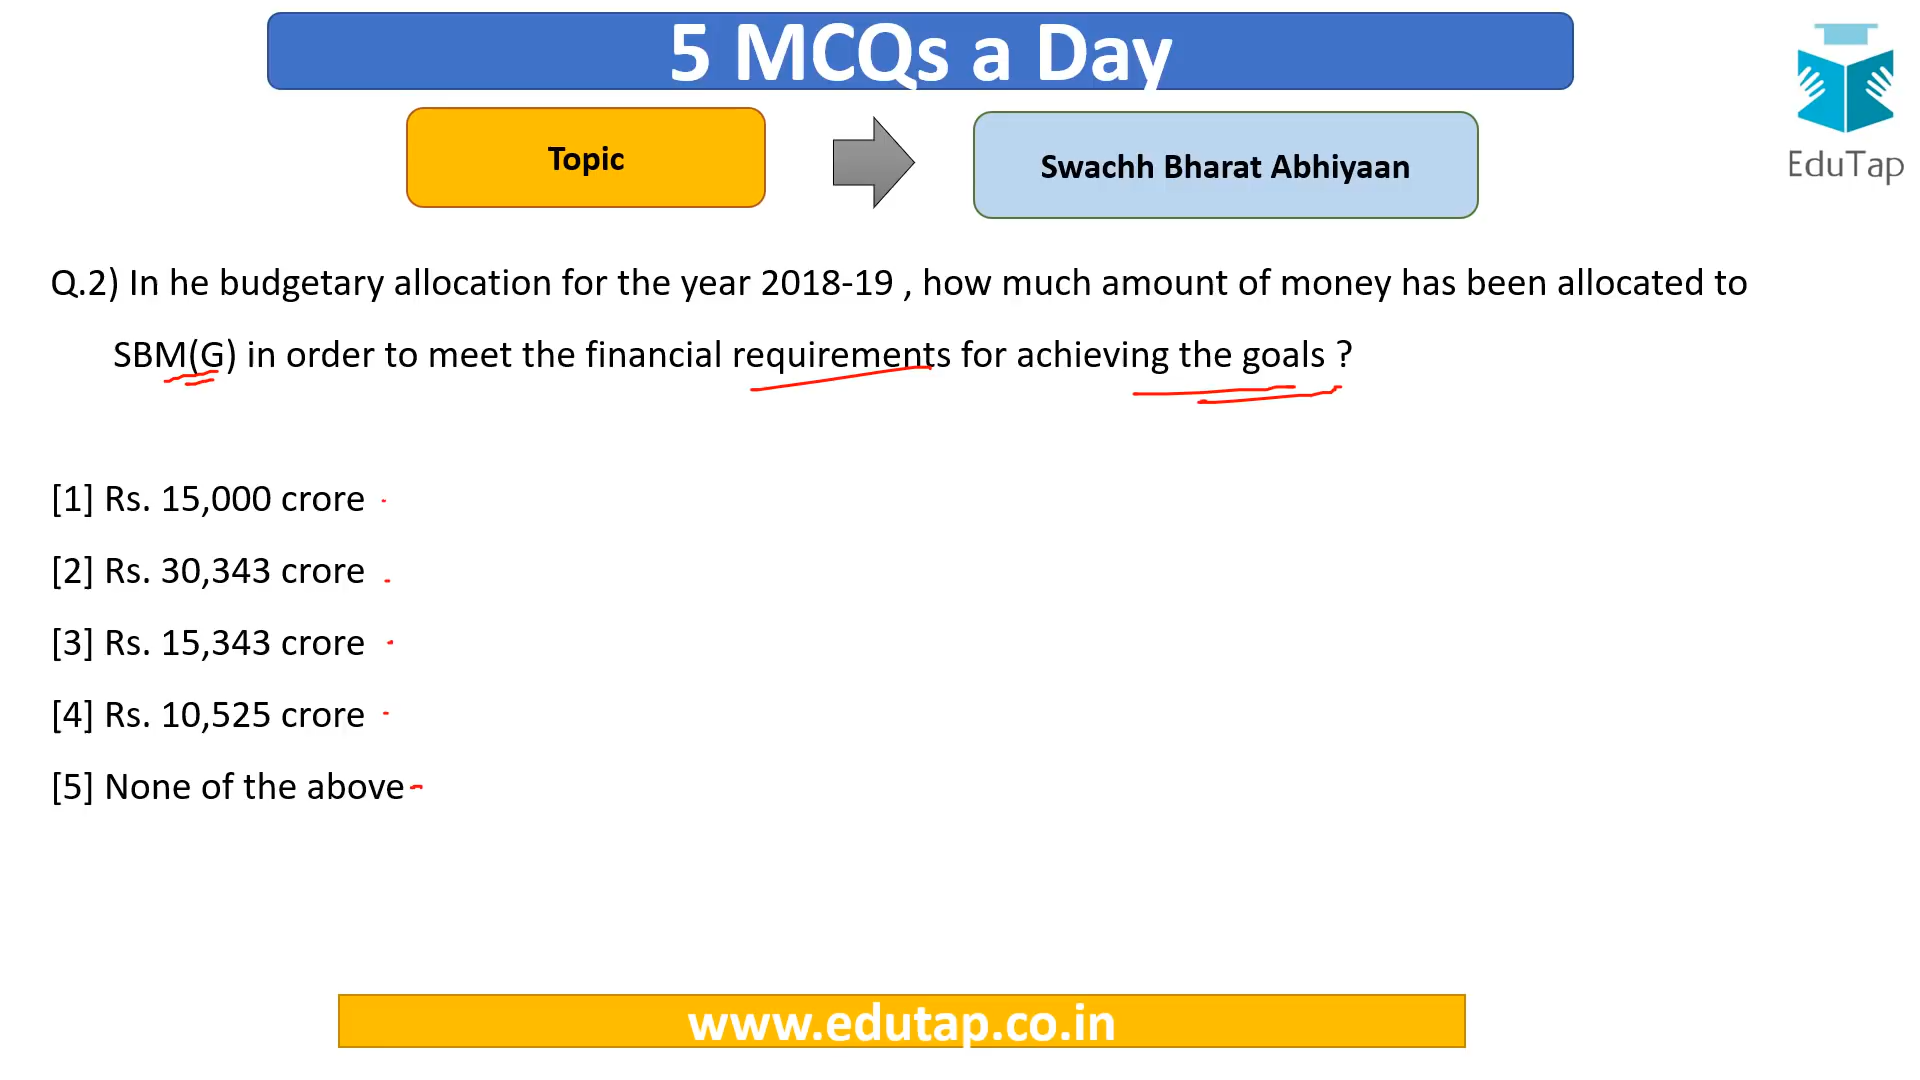 5 MCQs a Day
EduTap
Topic
Swachh Bharat Abhiyaan
Q.2) In he budgetary allocation for the year 2018-19 , how much amount of money has been allocated to
SBM(G) in order to meet the financial requirements for achieving the goals ?
[1] Rs. 15,000 crore
[2] Rs. 30,343 crore
[3] Rs. 15,343 crore
[4] Rs. 10,525 crore
[5] None of the above
www.edutap.co.in